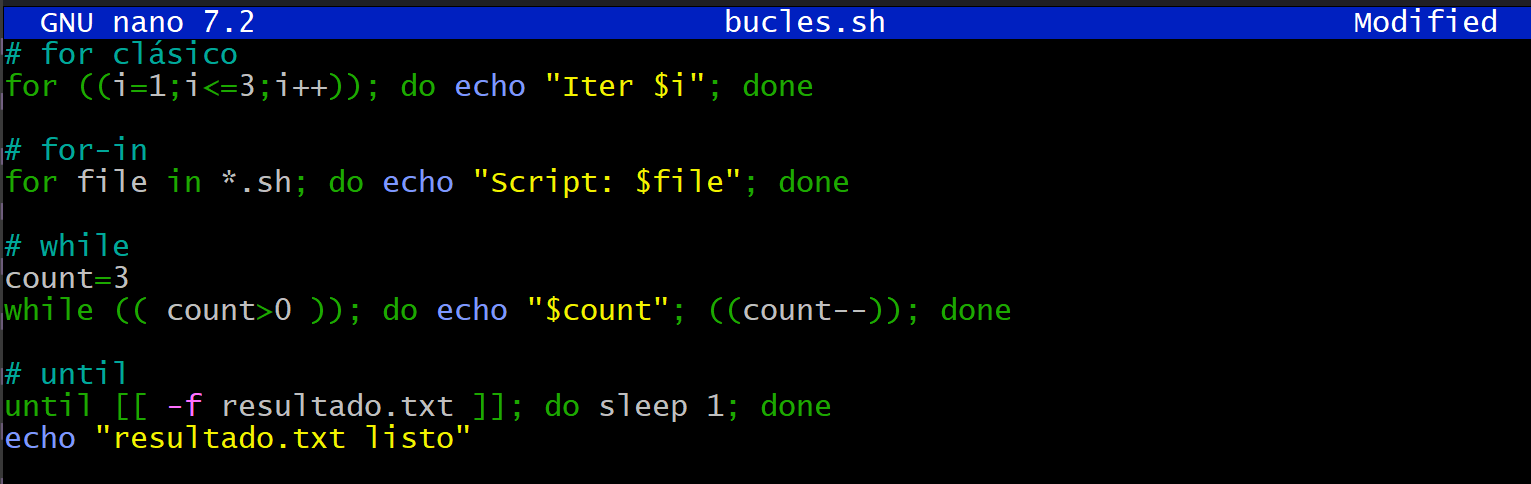 GNU nano 7.2 bucles.sh Modified
# for clásico
for ((i=1;i<=3;i++)); do echo "Iter $i"; done
# for-in
for file in *.sh; do echo "Script: $file"; done
# while
count=3
while (( count>0 )); do echo "$count"; ((count--)); done
# until
until [[ -f resultado.txt ]]; do sleep 1; done
echo "resultado.txt listo"